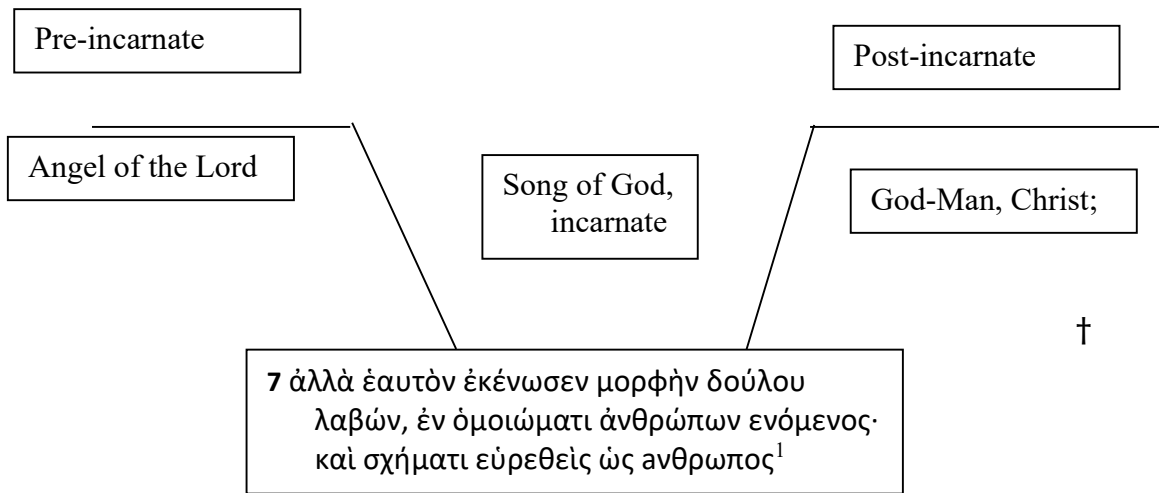 Pre-incarnate
Post-incarnate
Angel of the Lord
Song of God,
incarnate
God-Man, Christ;
†
7 ἀλλὰ ἑαυτὸν ἐκένωσεν μορφὴν δούλου
λαβών, ἐν ὁμοιώματι ἀνθρώπων ενόμενος·
καὶ σχήματι εὑρεθεὶς ὡς ανθρωπος1